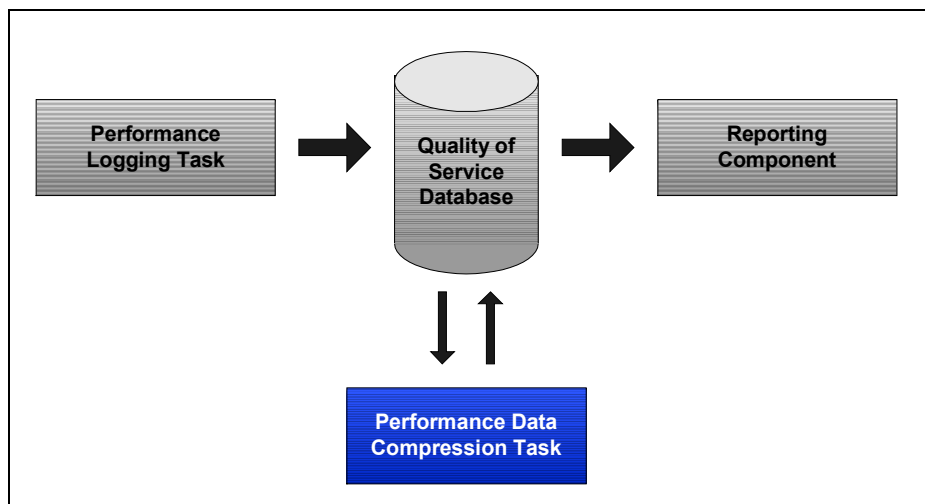 Performance
Logging Task
Quality of
Service
Database
Reporting
Component
Performance Data
Compression Task